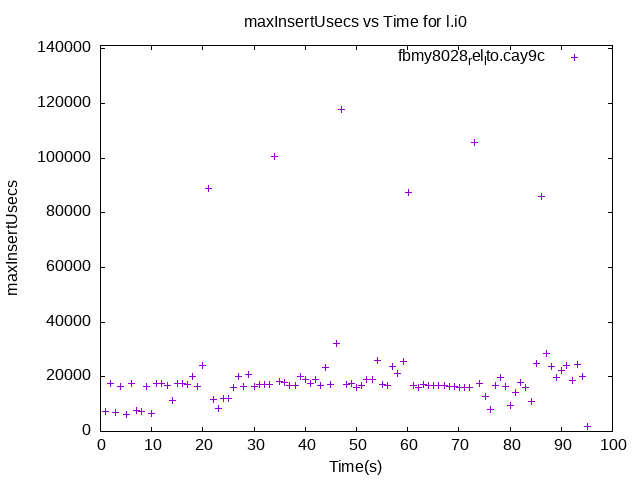 maxInsertUsecs vs Time for l.i0
fbmy8028rellto.cay9c
140000
120000
100000
80000
60000
40000
20000
0
maxInsertUsecs
0 10 20 30 40 50 60 70 80 90 100
Time(s)